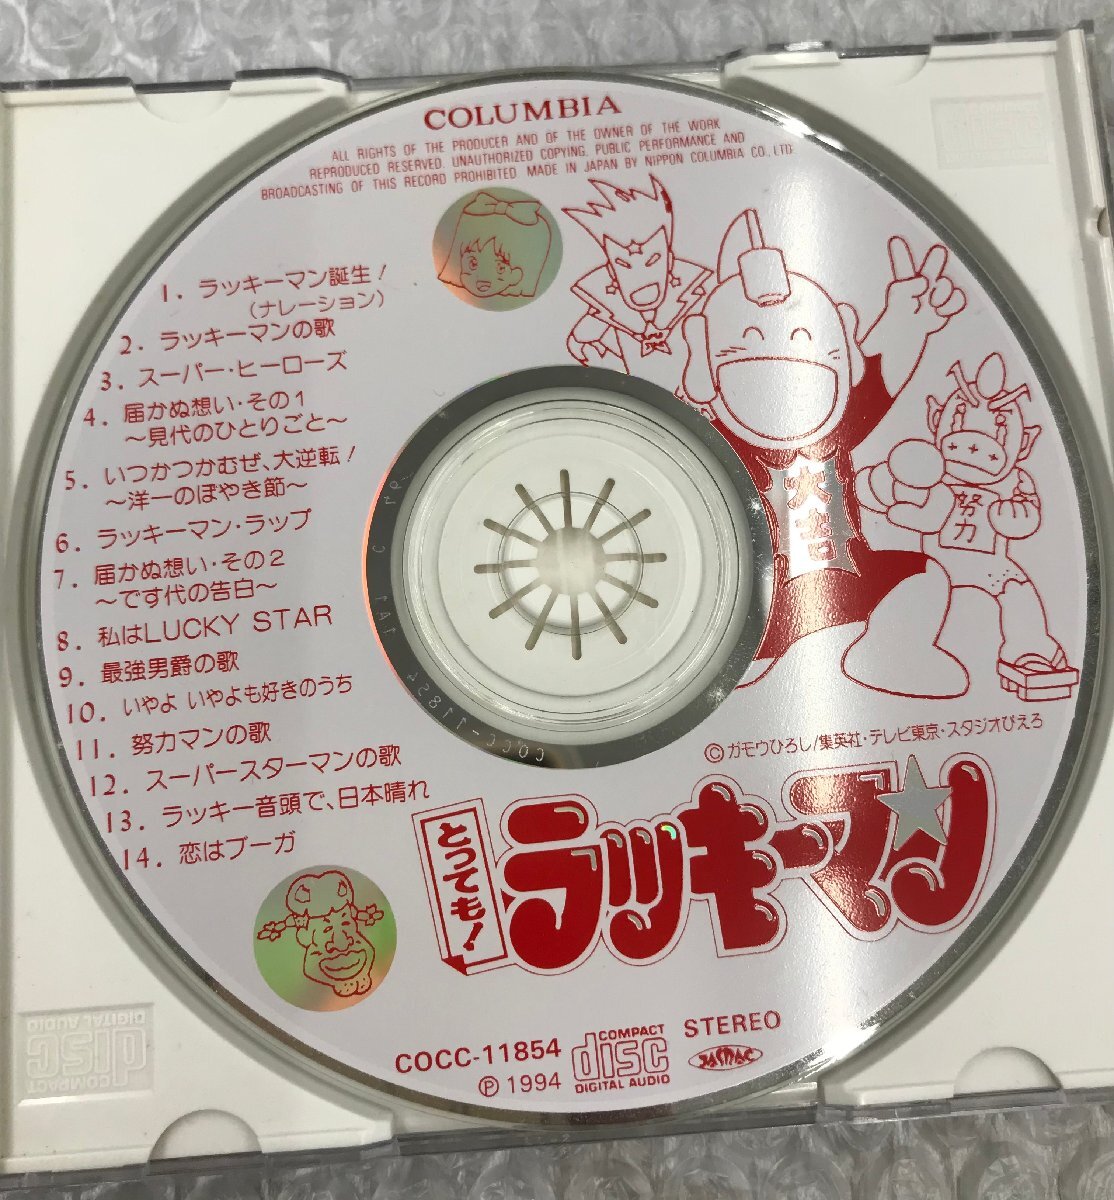 COLUMBIA
ALL RIGHTS OF THE PRODUCER AND OF THE OWNER OF THE WORK
REPRODUCED RESERVED. UNAUTHORIZED COPYING, PUBLIC PERFORMANCE AND
BROADCASTING OF THIS RECORD PROHIBITED MADE IN JAPAN BY NIPPON COLUMBIA CO., LTD
1. ラッキーマン誕生!
(ナレーション)
2. ラッキーマンの歌
3. スーパー・ヒーローズ
4. 届かぬ想い・その1
〜見代のひとりごと〜
5. いつかつかむぜ、大逆転!
〜洋一のぼやき節〜
6. ラッキーマン・ラップ
7. 届かぬ想い・その2
〜です代の告白〜
8. 私はLUCKY STAR
9. 最強男爵の歌
10. いやよ いやよも好きのうち
11. 努力マンの歌
12. スーパースターマンの歌
13. ラッキー音頭で、日本晴れ
14. 恋はブーガ
大吉
努力
©ガモウひろし/集英社・テレビ東京・スタジオぴえろ
とっても!
ラッキーマン
COCC-11854
℗ 1994
COMPACT
disc
DIGITAL AUDIO
STEREO
JASRAC
COCC-11854
COMPACT
disc
DIGITAL AUDIO